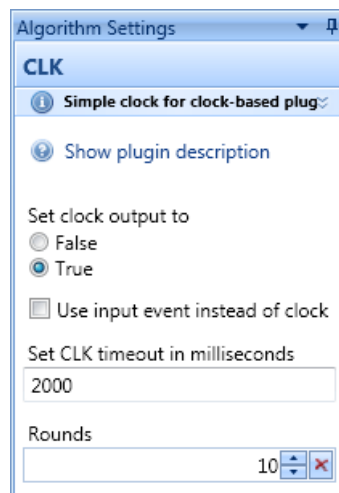 Algorithm Settings
CLK
Simple clock for clock-based plug
Show plugin description
Set clock output to
False
True
Use input event instead of clock
Set CLK timeout in milliseconds
2000
Rounds
10